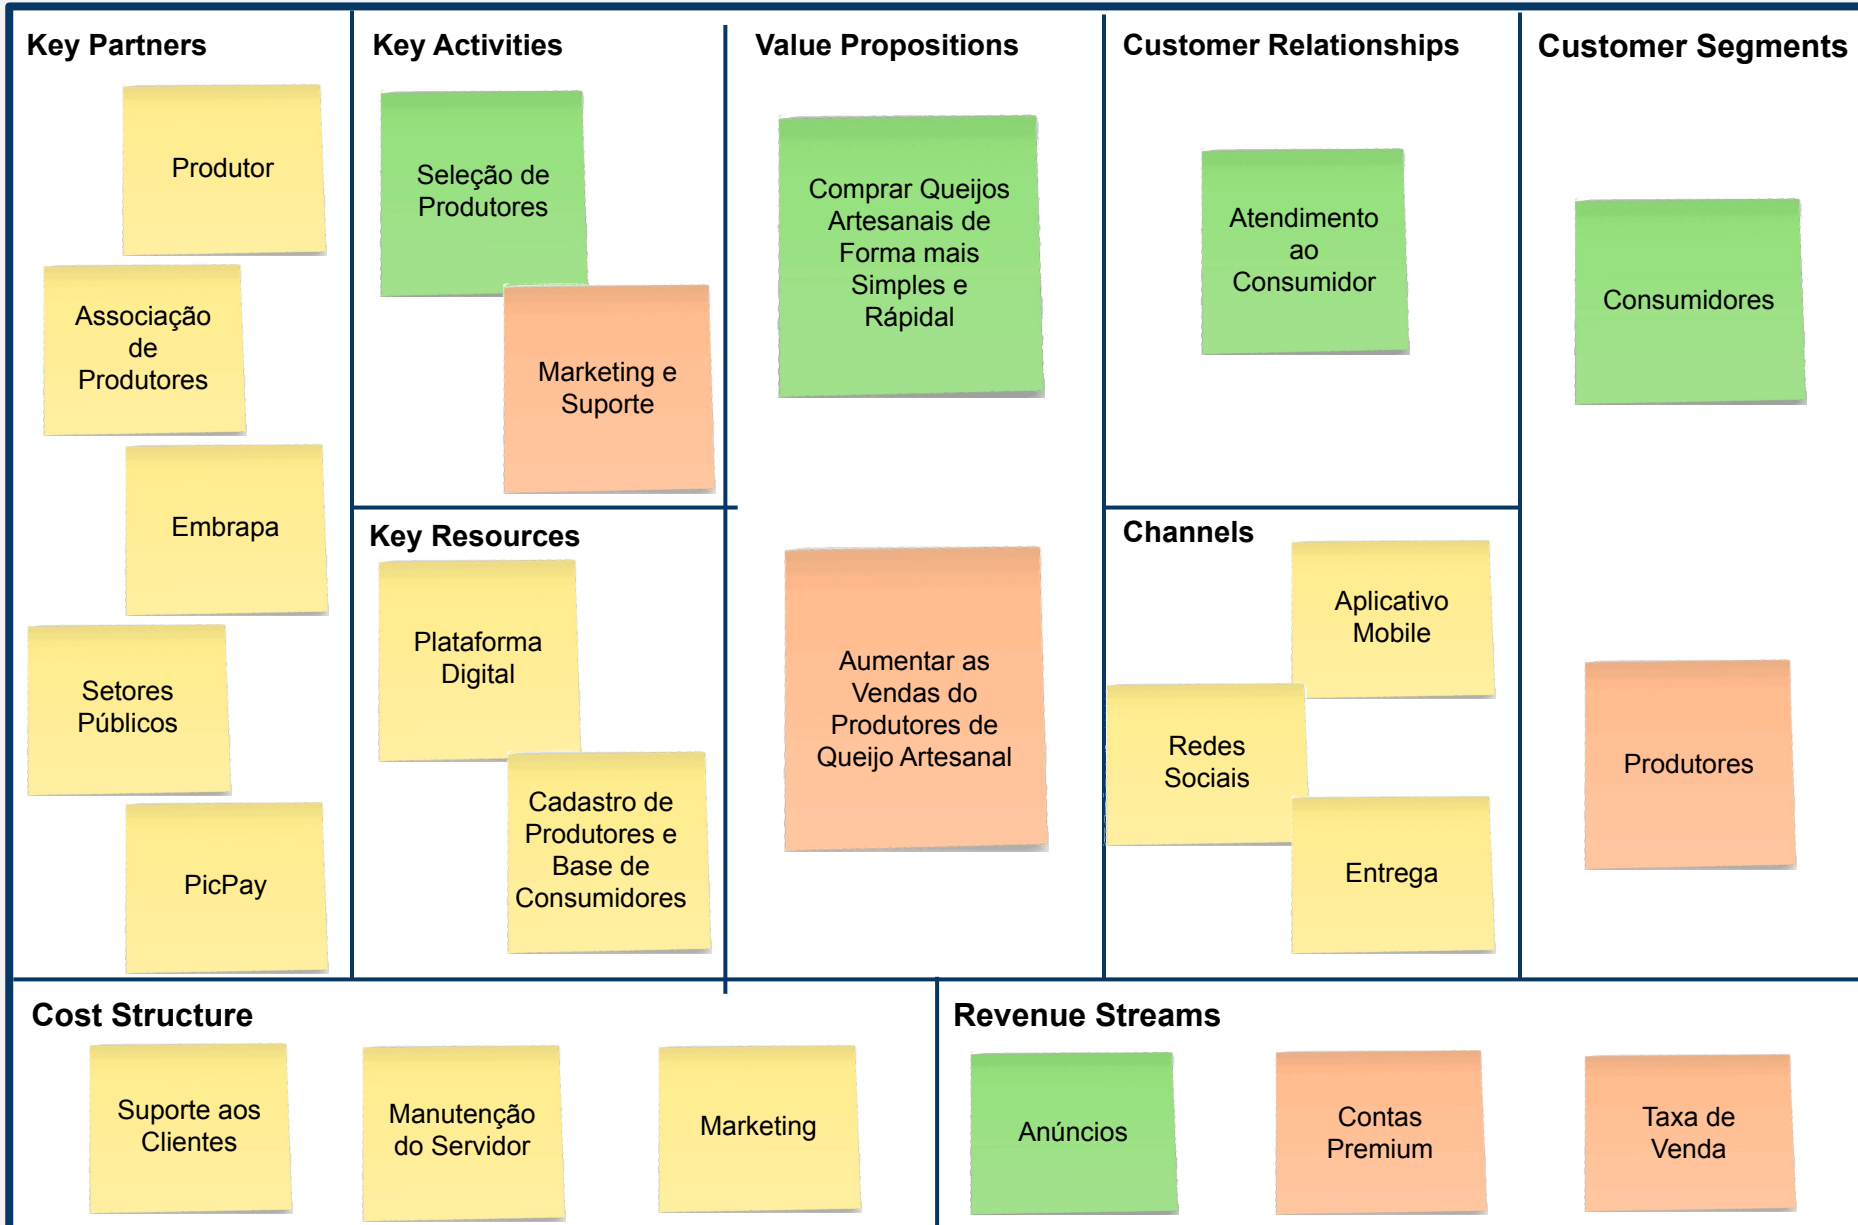 Key Partners
Produtor
Associação
de
Produtores
Embrapa
Setores
Públicos
PicPay
Key Activities
Seleção de
Produtores
Marketing e
Suporte
Key Resources
Plataforma
Digital
Cadastro de
Produtores e
Base de
Consumidores
Value Propositions
Comprar Queijos
Artesanais de
Forma mais
Simples e
Rápidal
Aumentar as
Vendas do
Produtores de
Queijo Artesanal
Customer Relationships
Atendimento
ao
Consumidor
Channels
Aplicativo
Mobile
Redes
Sociais
Entrega
Customer Segments
Consumidores
Produtores
Cost Structure
Suporte aos
Clientes
Manutenção
do Servidor
Marketing
Revenue Streams
Anúncios
Contas
Premium
Taxa de
Venda